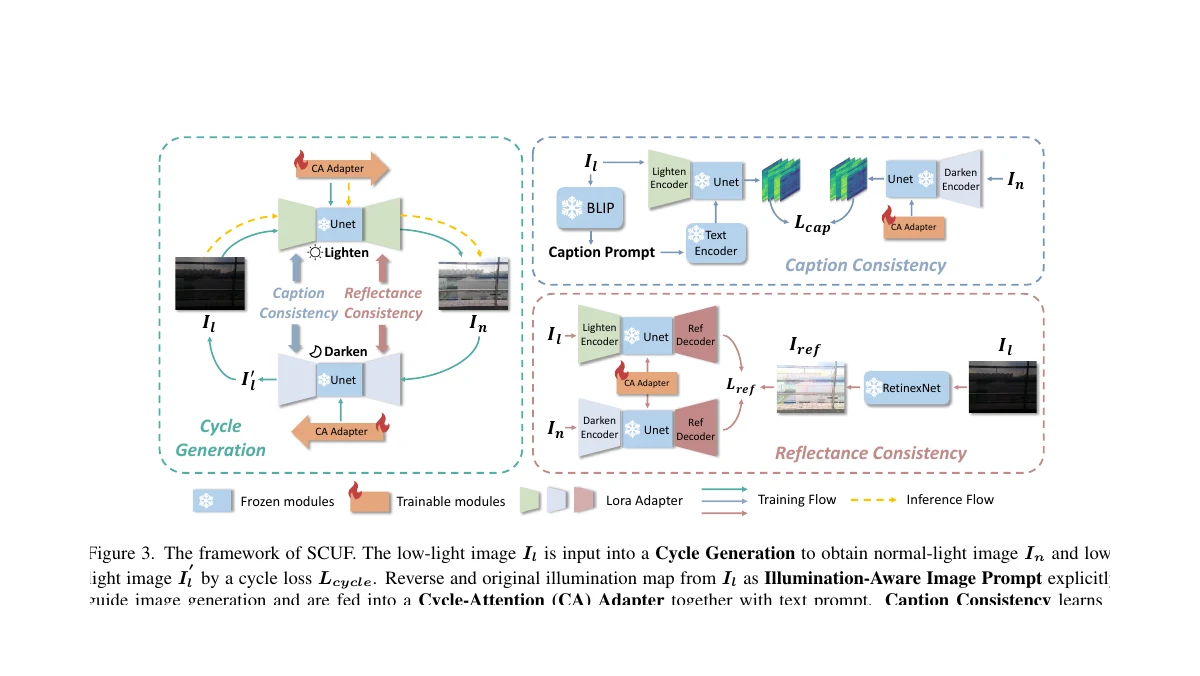 CA Adapter
Unet
Lighten
Caption
Consistency
Reflectance
Consistency
I_l
I_n
Darken
Unet
I'_l
CA Adapter
Cycle
Generation
I_l
Lighten
Encoder
Unet
Unet
Darken
Encoder
I_n
BLIP
L_cap
CA Adapter
Caption Prompt
Text
Encoder
Caption Consistency
I_l
Lighten
Encoder
Unet
Ref
Decoder
CA Adapter
L_ref
I_ref
I_l
RetinexNet
I_n
Darken
Encoder
Unet
Ref
Decoder
Reflectance Consistency
Frozen modules
Trainable modules
Lora Adapter
Training Flow
Inference Flow
Figure 3. The framework of SCUF. The low-light image I_l is input into a Cycle Generation to obtain normal-light image I_n and low
light image I'_l by a cycle loss L_cycle. Reverse and original illumination map from I_l as Illumination-Aware Image Prompt explicitly
guide image generation and are fed into a Cycle-Attention (CA) Adapter together with text prompt. Caption Consistency learns